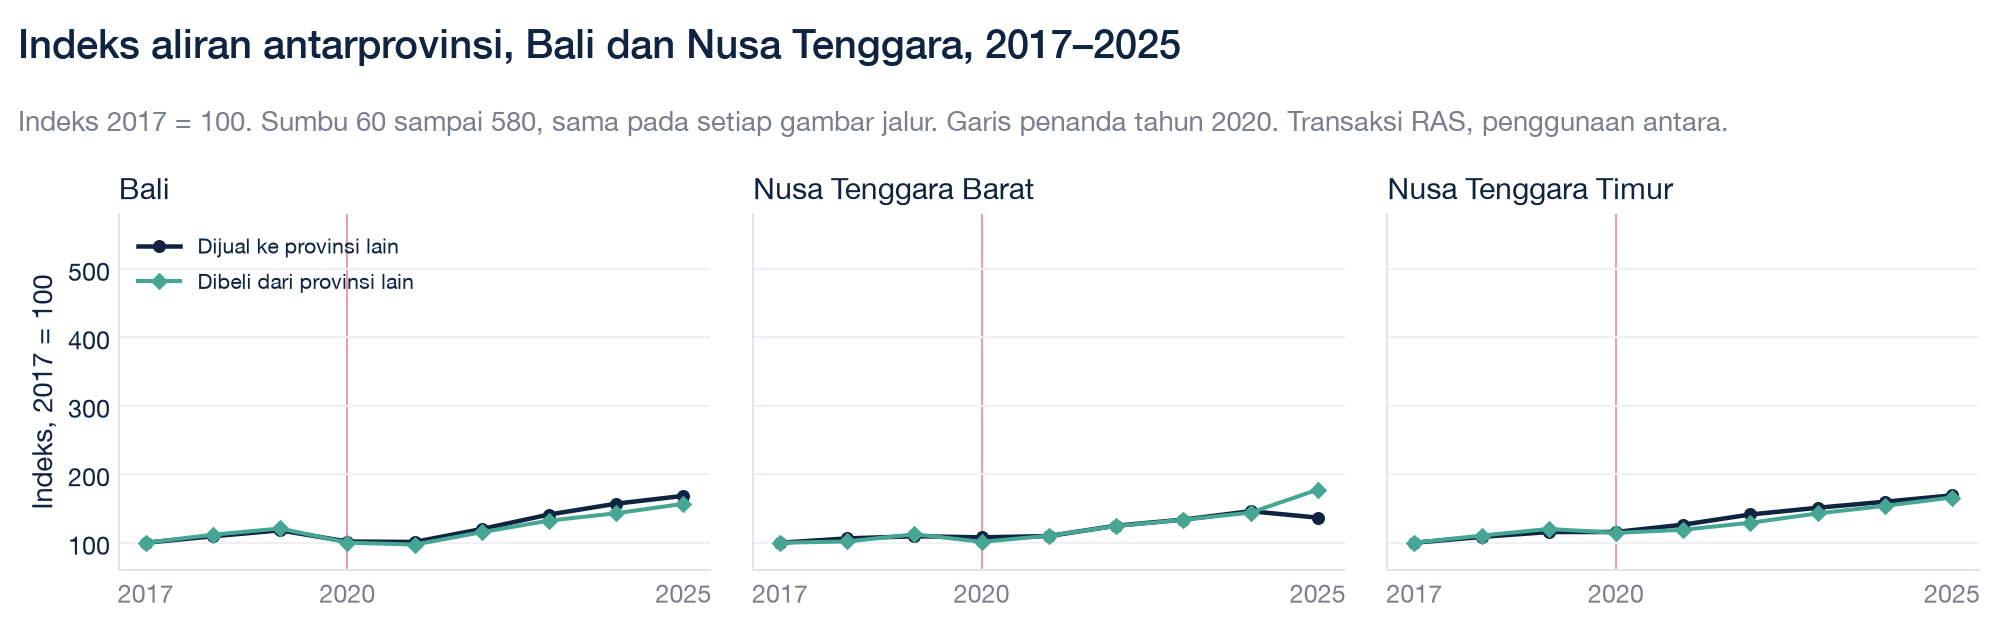 Indeks aliran antarprovinsi, Bali dan Nusa Tenggara, 2017–2025
Indeks 2017 = 100. Sumbu 60 sampai 580, sama pada setiap gambar jalur. Garis penanda tahun 2020. Transaksi RAS, penggunaan antara.
Bali
Dijual ke provinsi lain
Dibeli dari provinsi lain
Indeks, 2017 = 100
500
400
300
200
100
2017 2020 2025
Nusa Tenggara Barat
2017 2020 2025
Nusa Tenggara Timur
2017 2020 2025